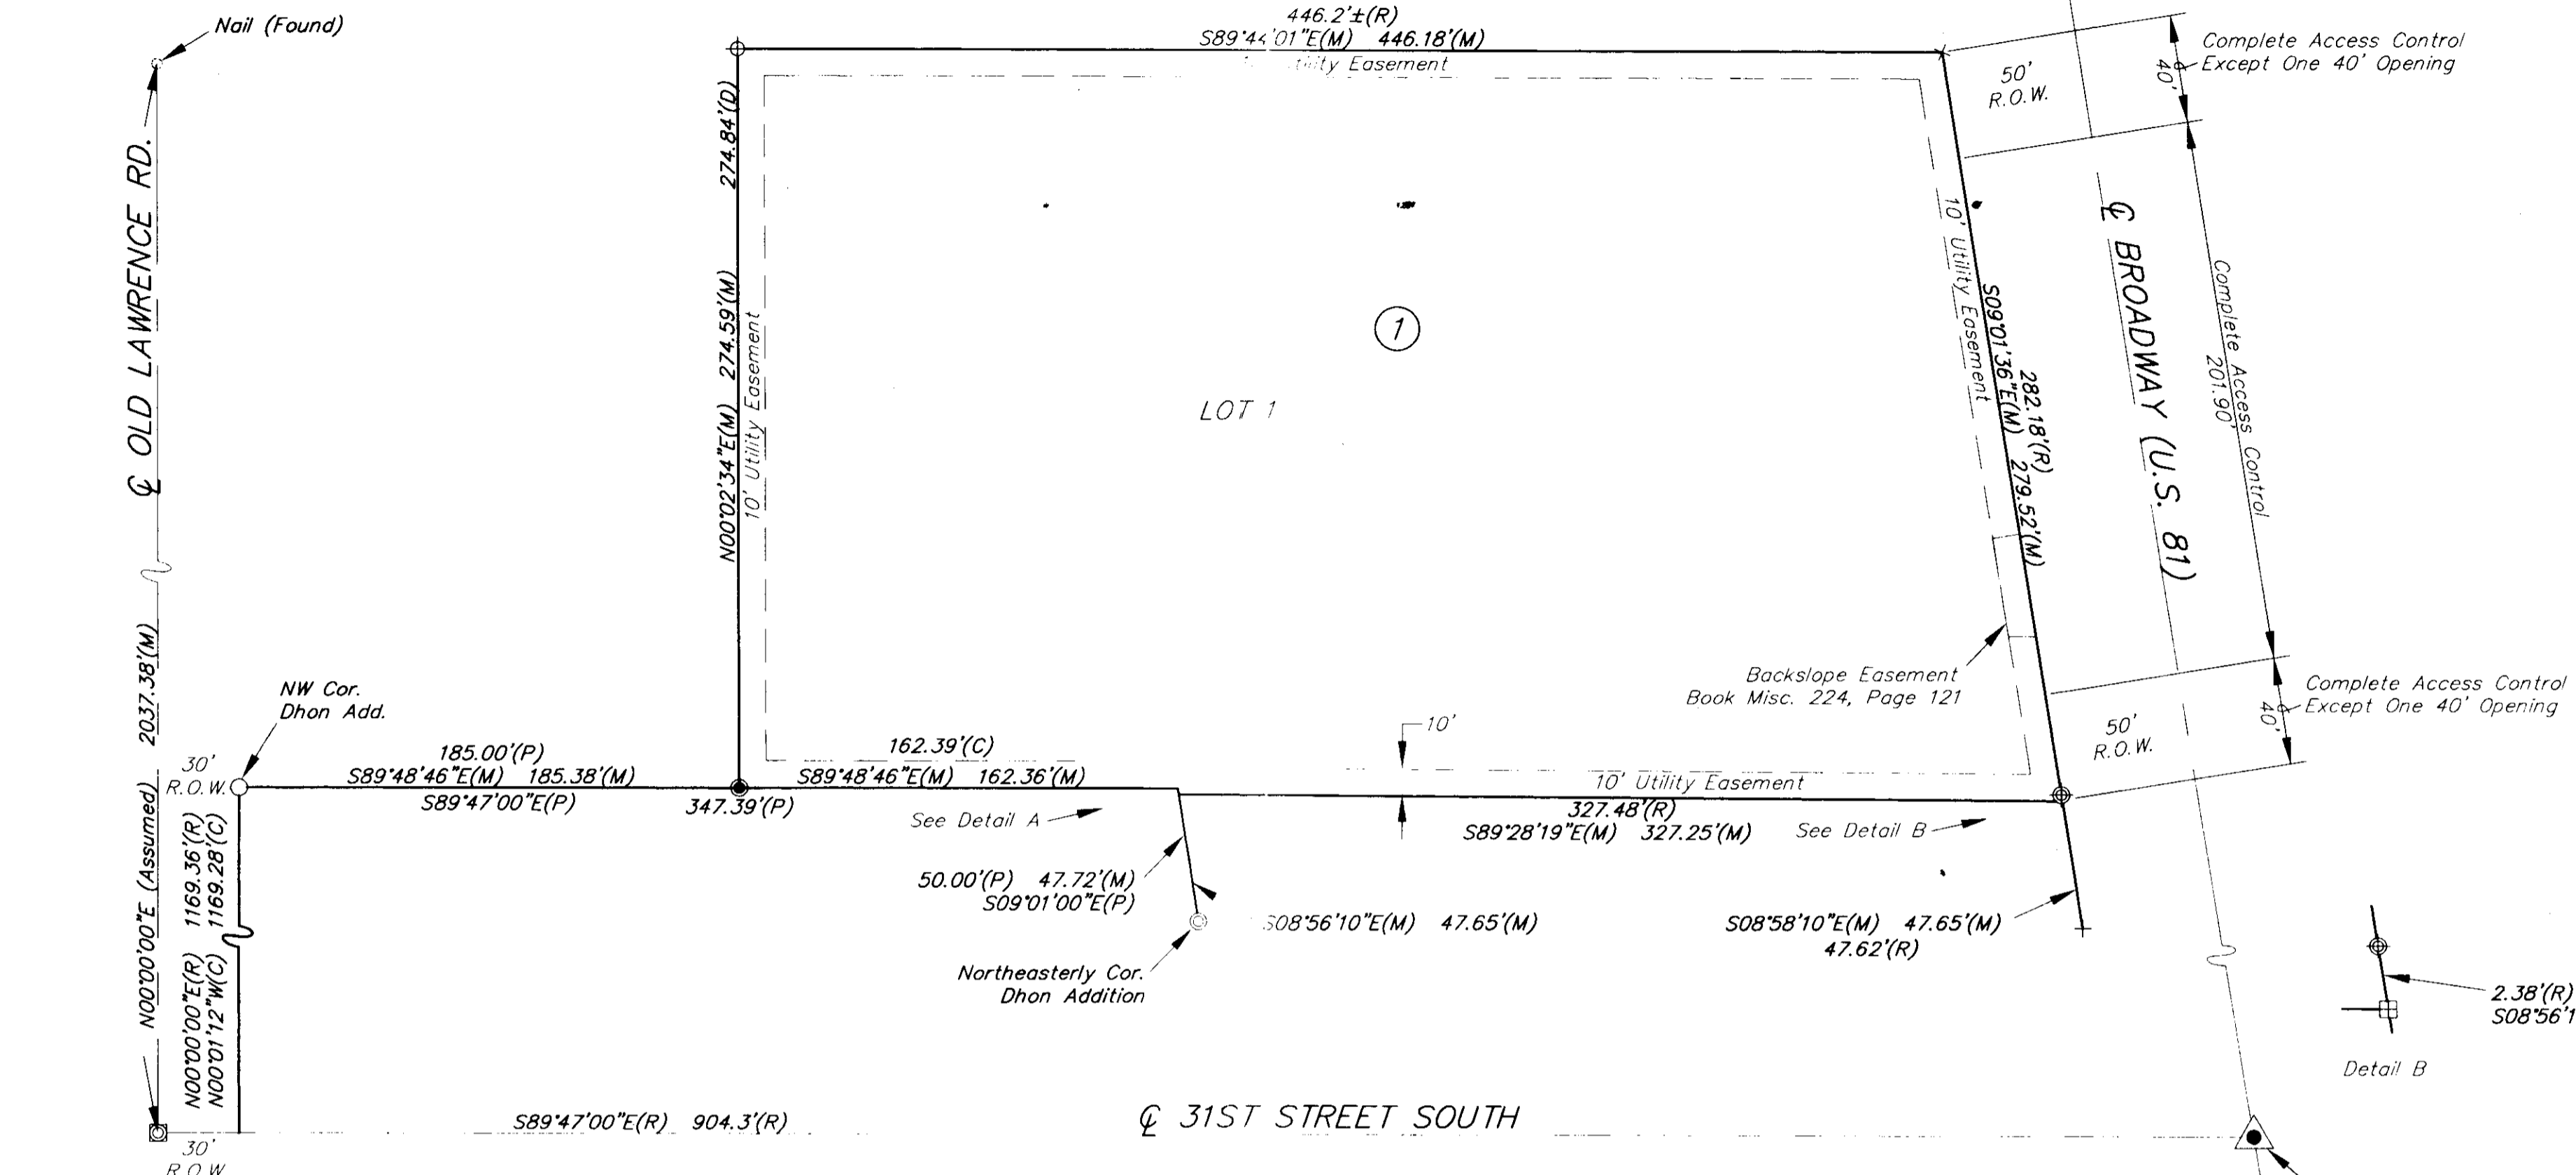 Nail (Found)
446.2'±(R)
S89°44'01"E(M) 446.18'(M)
Utility Easement
Complete Access Control
Except One 40' Opening
40'
50'
R.O.W.
℄ OLD LAWRENCE RD.
274.84'(D)
N00°02'34"E(M) 274.59'(M)
10' Utility Easement
1
LOT 1
10' Utility Easement
S09°01'36"E(M) 279.52'(M)
282.18'(R)
℄ BROADWAY (U.S. 81)
Complete Access Control
201.90'
N00°00'00"E (Assumed) 2037.38'(M)
NW Cor.
Dhon Add.
30'
R.O.W.
185.00'(P)
S89°48'46"E(M) 185.38'(M)
S89°47'00"E(P)
347.39'(P)
162.39'(C)
S89°48'46"E(M) 162.36'(M)
See Detail A
10'
Backslope Easement
Book Misc. 224, Page 121
10' Utility Easement
327.48'(R)
S89°28'19"E(M) 327.25'(M)
See Detail B
50'
R.O.W.
40'
Complete Access Control
Except One 40' Opening
N00°00'00"E(R) 1169.36'(R)
N00°01'12"W(C) 1169.28'(C)
50.00'(P) 47.72'(M)
S09°01'00"E(P)
S08°56'10"E(M) 47.65'(M)
S08°58'10"E(M) 47.65'(M)
47.62'(R)
Northeasterly Cor.
Dhon Addition
2.38'(R)
S08°56'1
Detail B
S89°47'00"E(R) 904.3'(R)
℄ 31ST STREET SOUTH
30'
R.O.W.